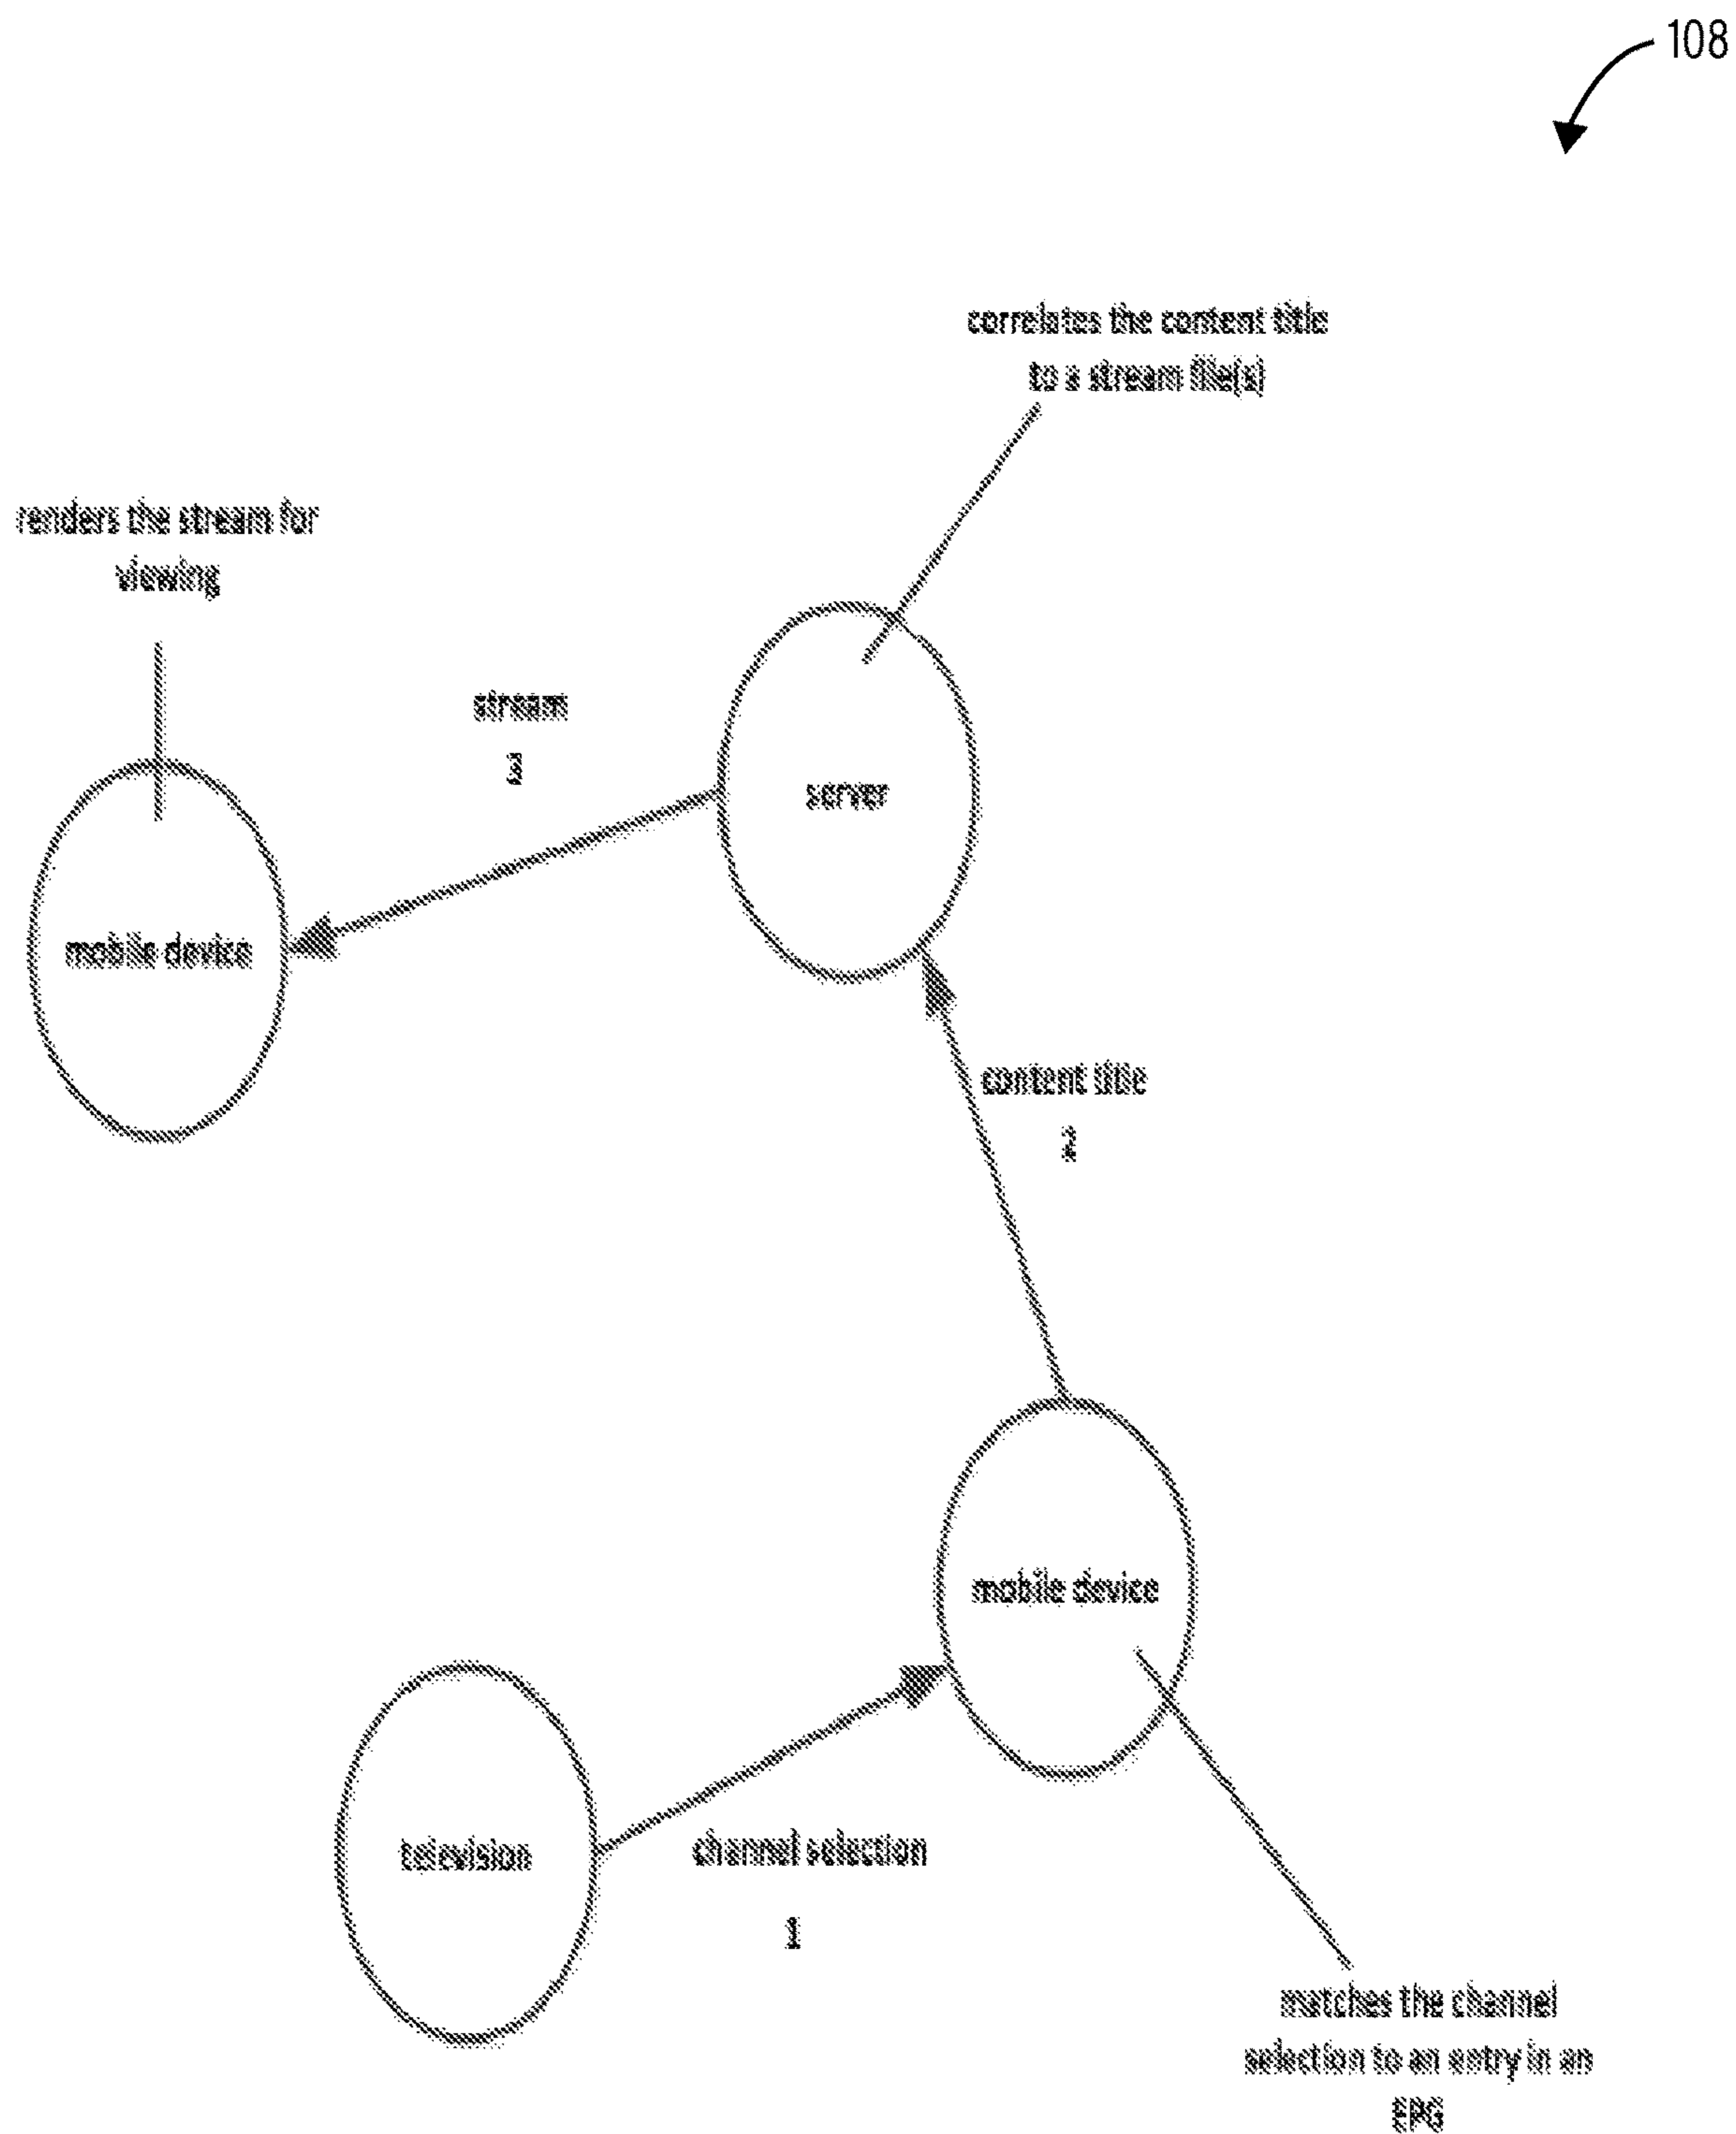 108
correlates the content title
to a stream file(s)
renders the stream for
viewing
stream
3
server
mobile device
content title
2
mobile device
television
channel selection
1
matches the channel
selection to an entry in an
EPG